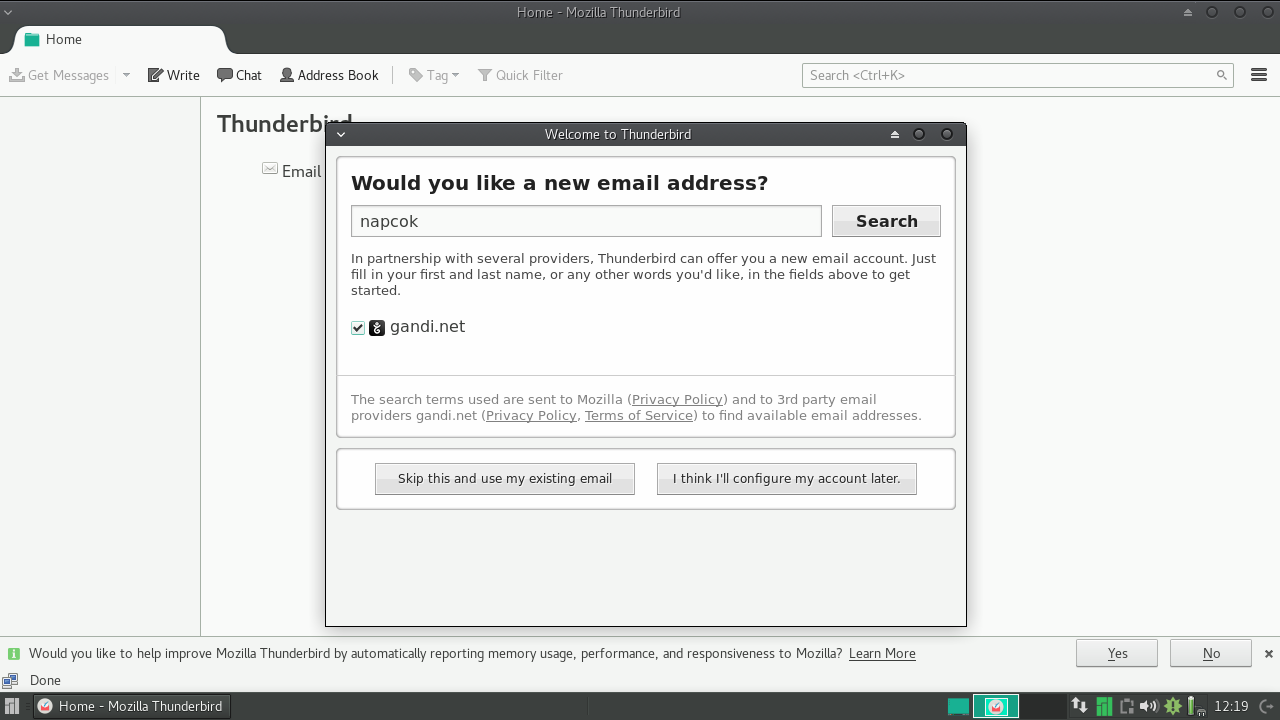 Home - Mozilla Thunderbird
Home
Get Messages Write Chat Address Book Tag Quick Filter Search <Ctrl+K>
Thunderbird
Email
Welcome to Thunderbird
Would you like a new email address?
napcok Search
In partnership with several providers, Thunderbird can offer you a new email account. Just
fill in your first and last name, or any other words you'd like, in the fields above to get
started.
gandi.net
The search terms used are sent to Mozilla (Privacy Policy) and to 3rd party email
providers gandi.net (Privacy Policy, Terms of Service) to find available email addresses.
Skip this and use my existing email I think I'll configure my account later.
Would you like to help improve Mozilla Thunderbird by automatically reporting memory usage, performance, and responsiveness to Mozilla? Learn More Yes No
Done
Home - Mozilla Thunderbird 12:19